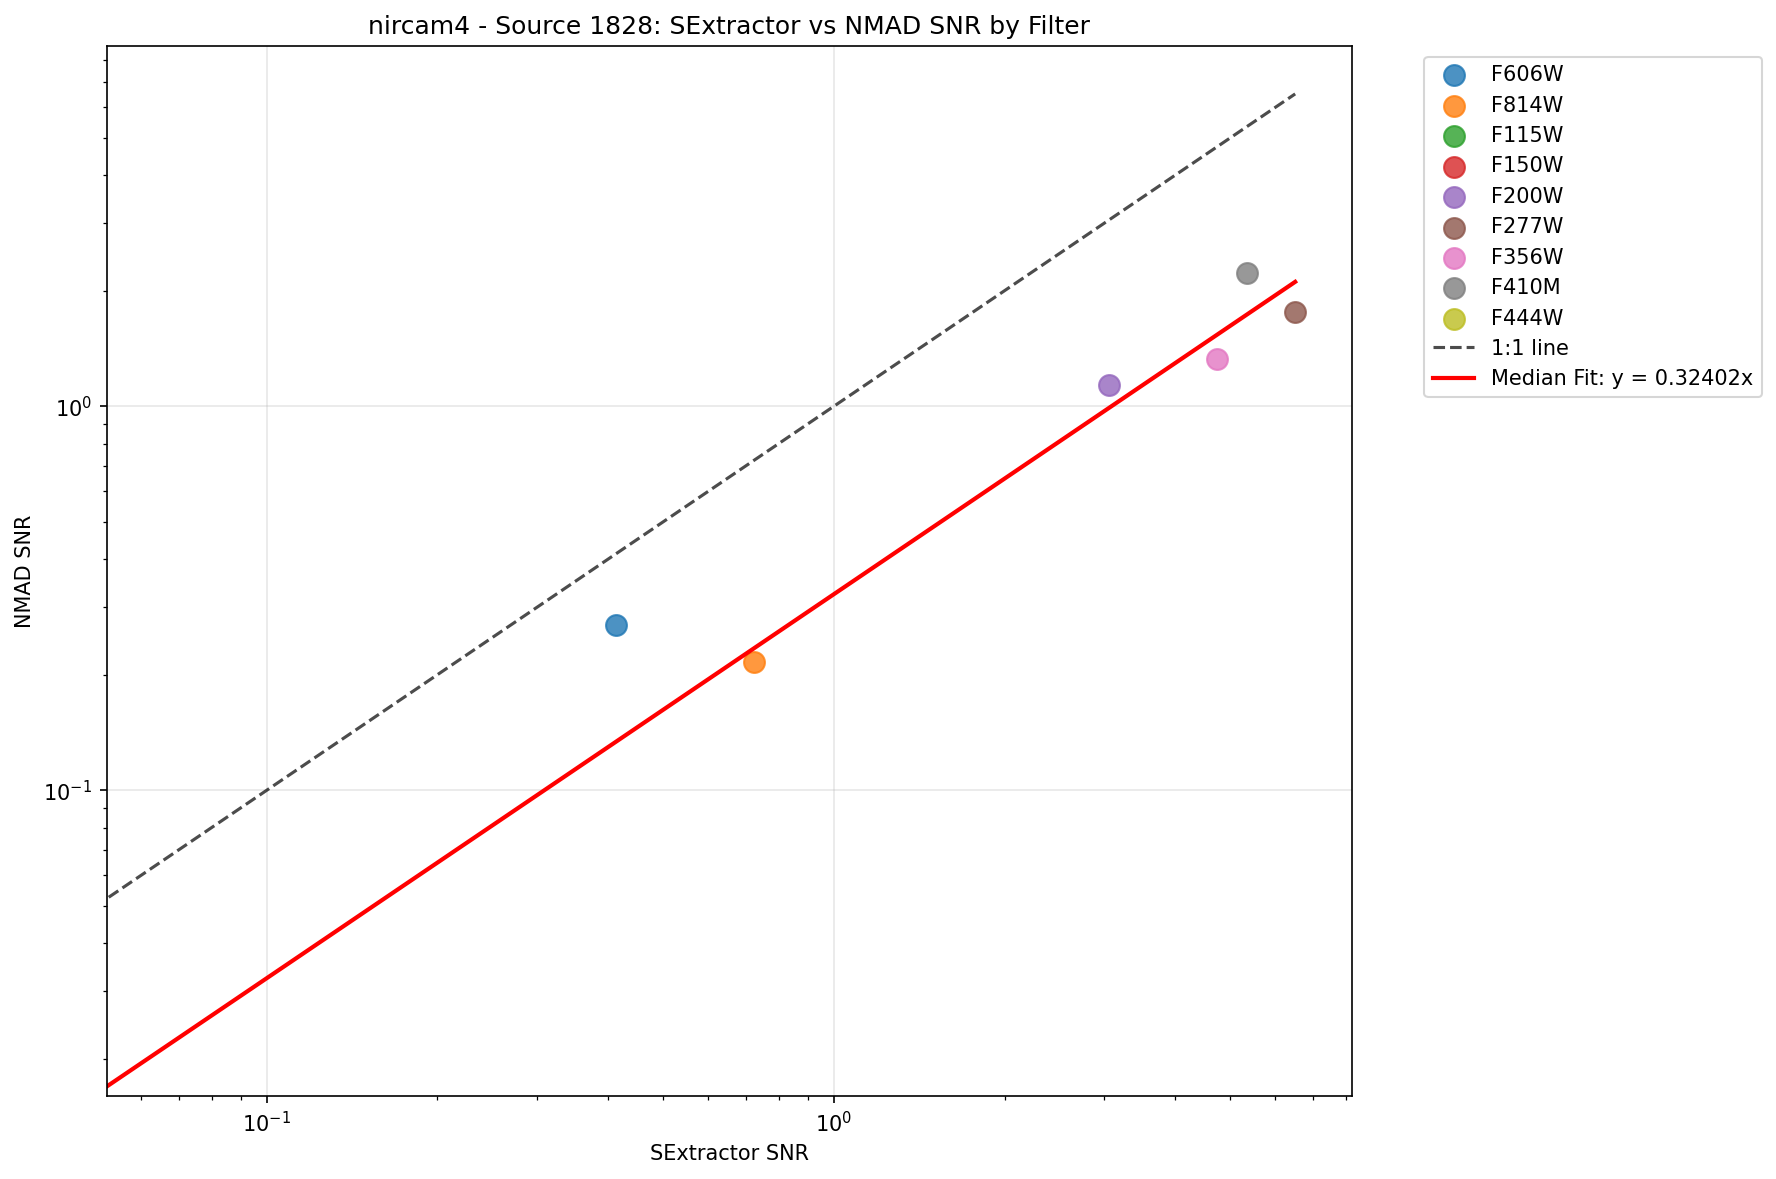 nircam4 - Source 1828: SExtractor vs NMAD SNR by Filter
F606W
F814W
F115W
F150W
F200W
F277W
F356W
F410M
F444W
1:1 line
Median Fit: y = 0.32402x
NMAD SNR
10⁰
10⁻¹
10⁻¹
10⁰
SExtractor SNR